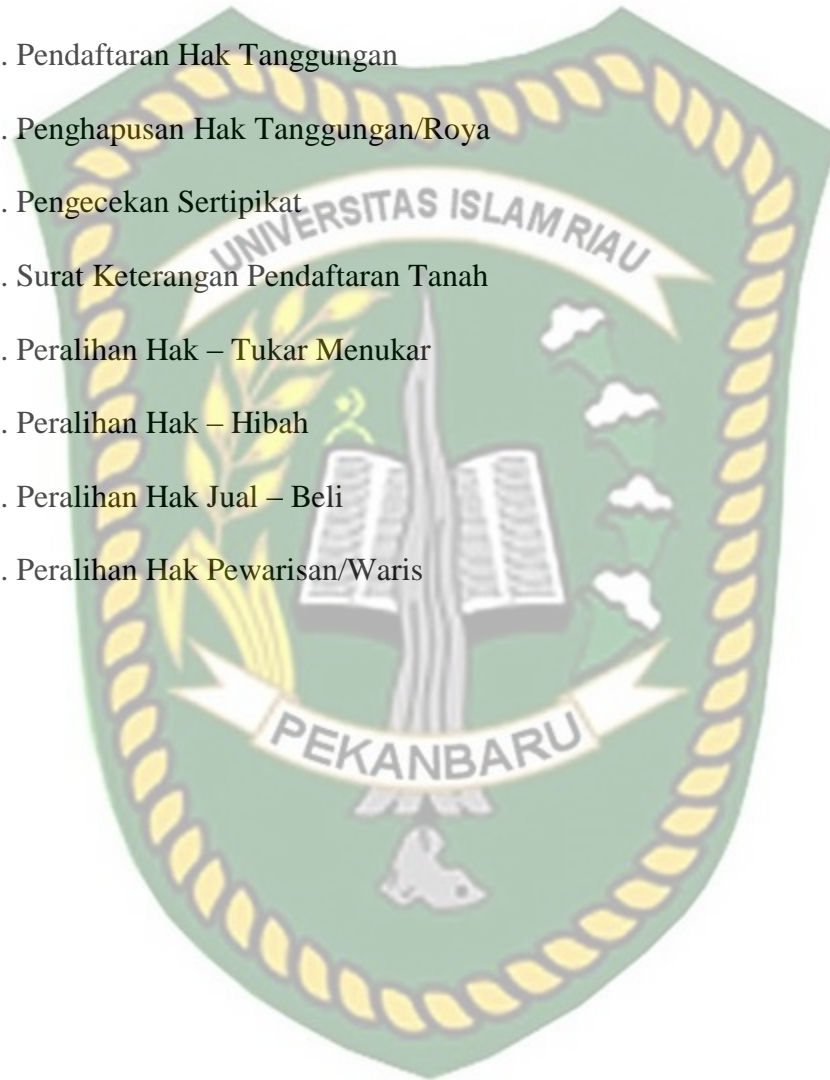 . Pendaftaran Hak Tanggungan
. Penghapusan Hak Tanggungan/Roya
. Pengecekan Sertipikat
UNIVERSITAS ISLAM RIAU
. Surat Keterangan Pendaftaran Tanah
. Peralihan Hak – Tukar Menukar
. Peralihan Hak – Hibah
. Peralihan Hak Jual – Beli
. Peralihan Hak Pewarisan/Waris
PEKANBARU